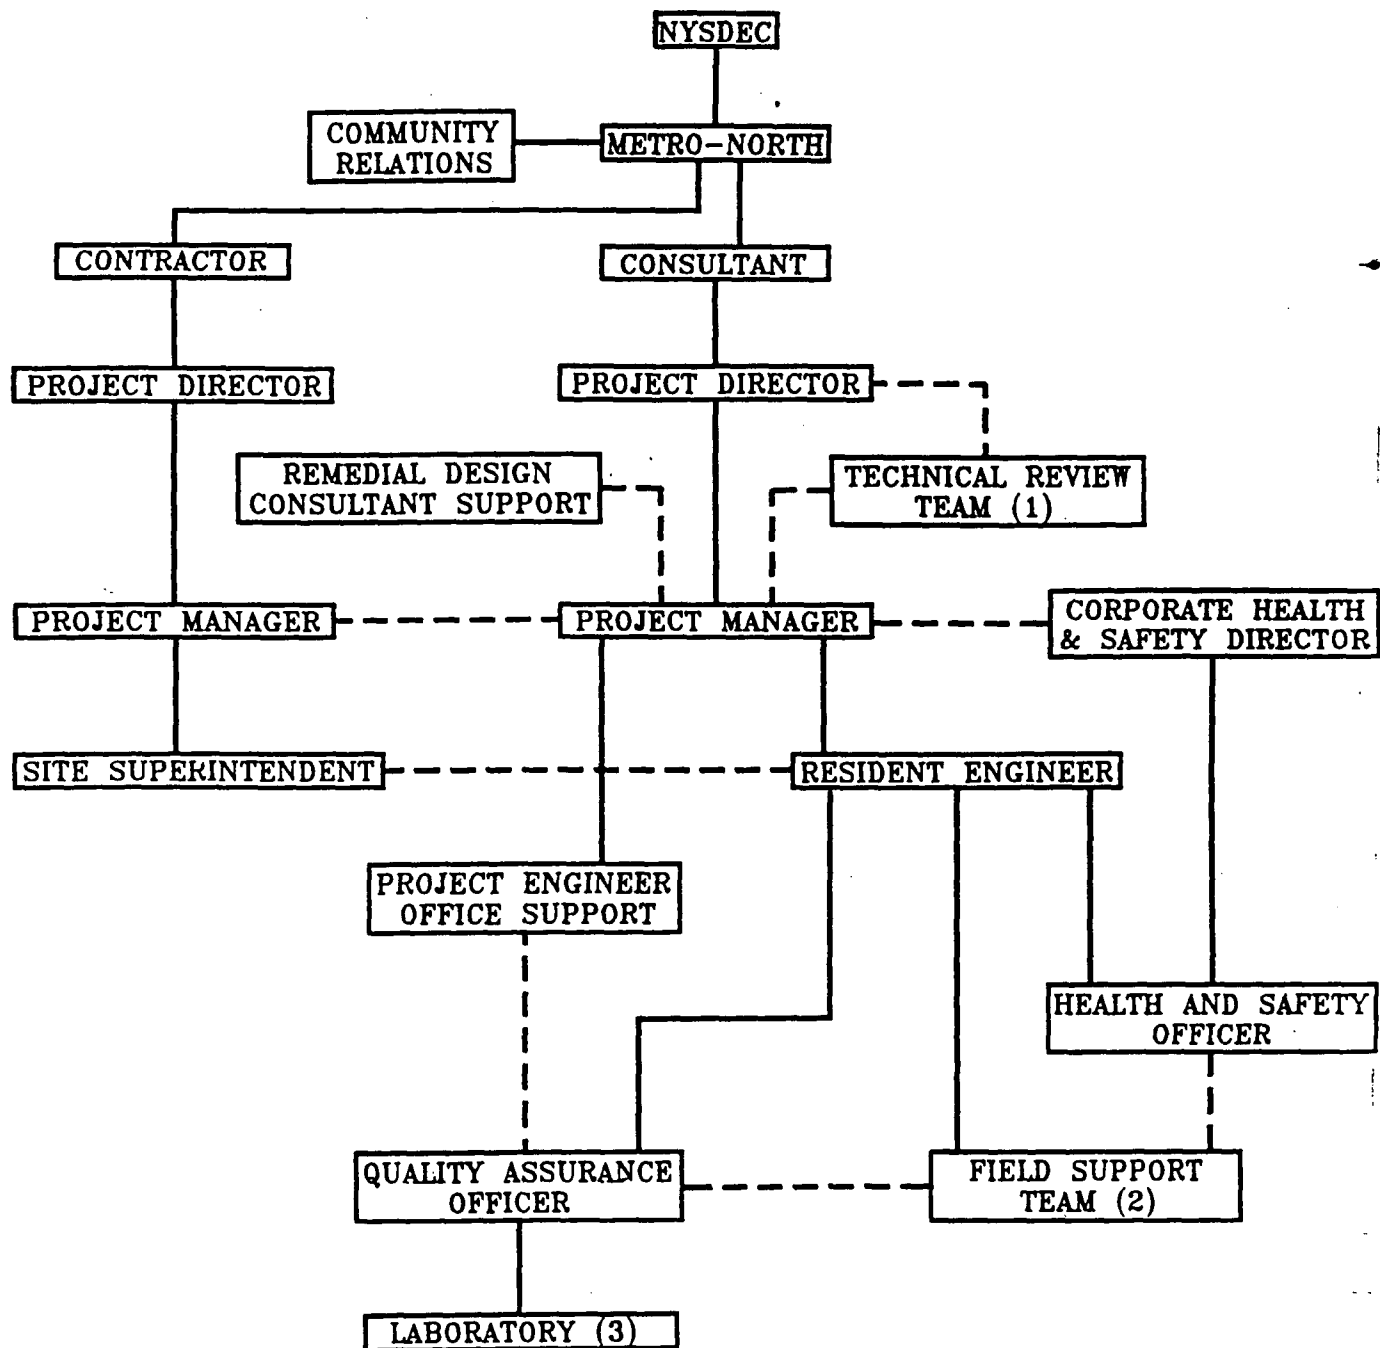 NYSDEC
COMMUNITY
RELATIONS
METRO-NORTH
CONTRACTOR
CONSULTANT
PROJECT DIRECTOR
PROJECT DIRECTOR
REMEDIAL DESIGN
CONSULTANT SUPPORT
TECHNICAL REVIEW
TEAM (1)
PROJECT MANAGER
PROJECT MANAGER
CORPORATE HEALTH
& SAFETY DIRECTOR
SITE SUPERINTENDENT
RESIDENT ENGINEER
PROJECT ENGINEER
OFFICE SUPPORT
HEALTH AND SAFETY
OFFICER
QUALITY ASSURANCE
OFFICER
FIELD SUPPORT
TEAM (2)
LABORATORY (3)